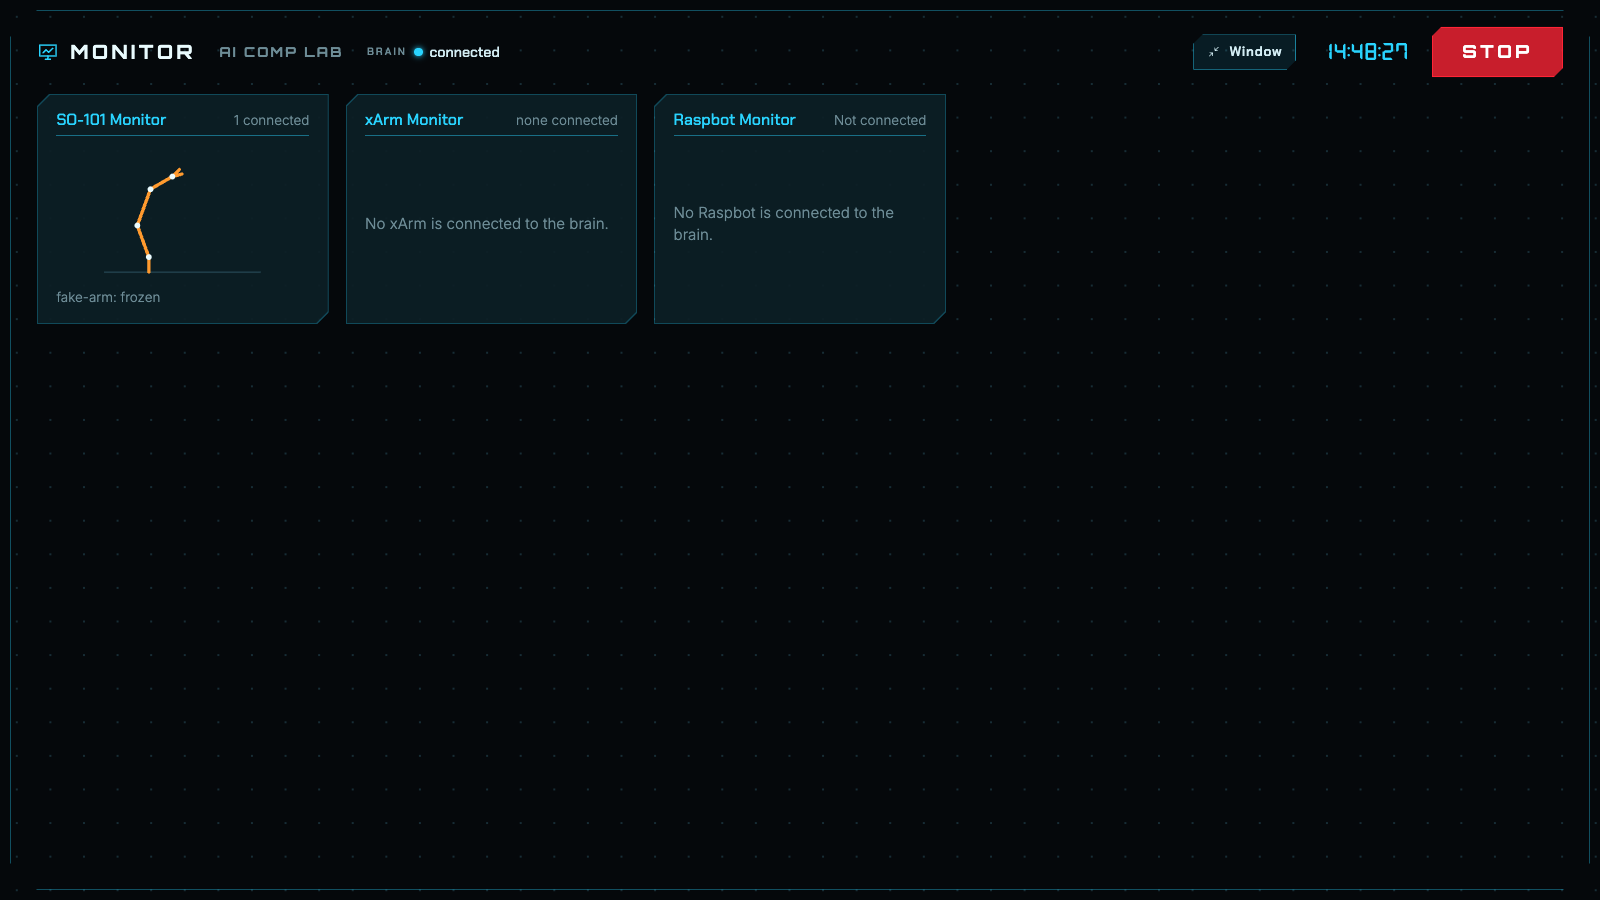 MONITOR AI COMP LAB BRAIN connected Window 14:48:27 STOP
SO-101 Monitor 1 connected
fake-arm: frozen
xArm Monitor none connected
No xArm is connected to the brain.
Raspbot Monitor Not connected
No Raspbot is connected to the
brain.